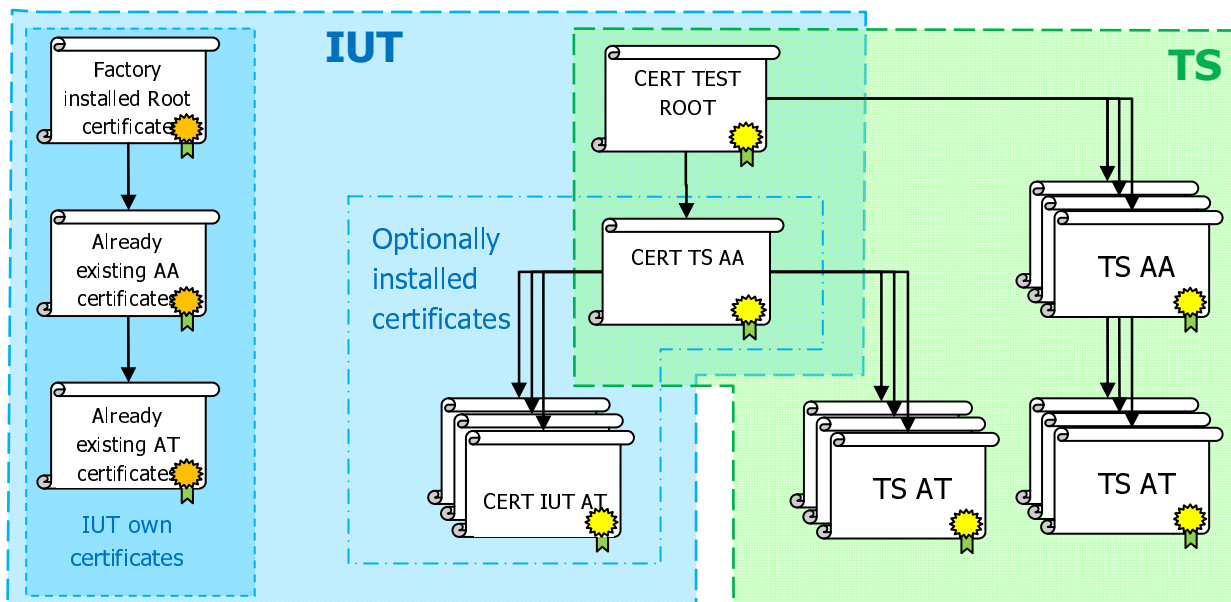 IUT
TS
Factory
installed Root
certificate
Already
existing AA
certificates
Already
existing AT
certificates
IUT own
certificates
CERT TEST
ROOT
Optionally
installed
certificates
CERT TS AA
CERT IUT AT
TS AT
TS AA
TS AT